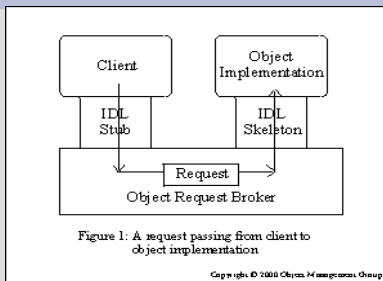 Client
Object
Implementation
IDL
Stub
IDL
Skeleton
Request
Object Request Broker
Figure 1: A request passing from client to
object implementation
Copyright © 2000 Object Management Group